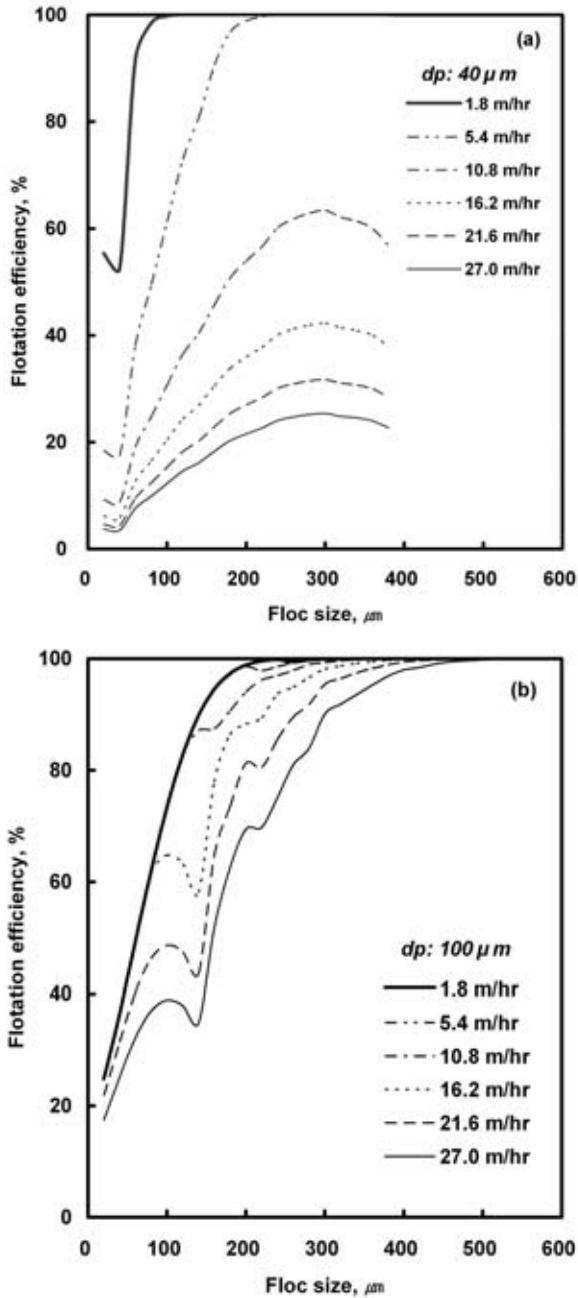 100
80
60
40
20
0
Flotation efficiency, %
(a)
dp: 40 μm
1.8 m/hr
5.4 m/hr
10.8 m/hr
16.2 m/hr
21.6 m/hr
27.0 m/hr
0 100 200 300 400 500 600
Floc size, μm
100
80
60
40
20
0
Flotation efficiency, %
(b)
dp: 100 μm
1.8 m/hr
5.4 m/hr
10.8 m/hr
16.2 m/hr
21.6 m/hr
27.0 m/hr
0 100 200 300 400 500 600
Floc size, μm